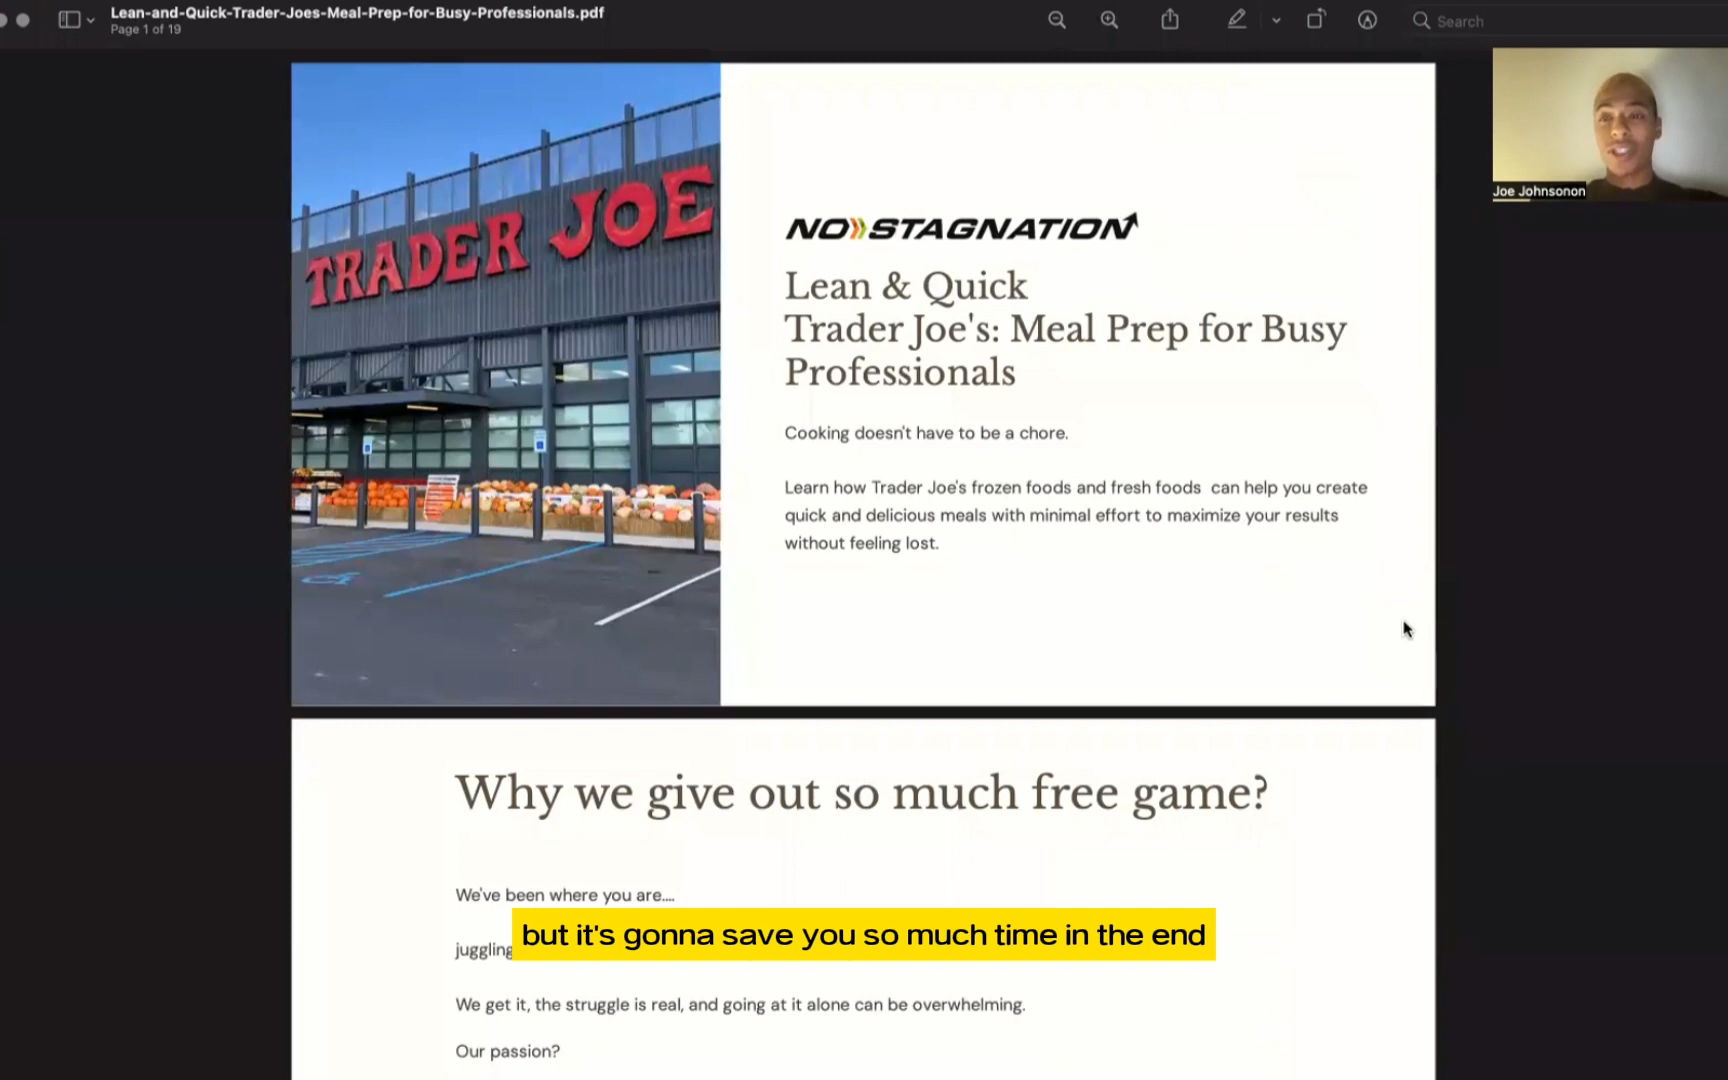 Lean-and-Quick-Trader-Joes-Meal-Prep-for-Busy-Professionals.pdf
Page 1 of 19
Search
TRADER JOE
Joe Johnsonon
NO STAGNATION
Lean & Quick
Trader Joe's: Meal Prep for Busy
Professionals
Cooking doesn't have to be a chore.
Learn how Trader Joe's frozen foods and fresh foods can help you create
quick and delicious meals with minimal effort to maximize your results
without feeling lost.
Why we give out so much free game?
We've been where you are....
juggling
but it's gonna save you so much time in the end
We get it, the struggle is real, and going at it alone can be overwhelming.
Our passion?